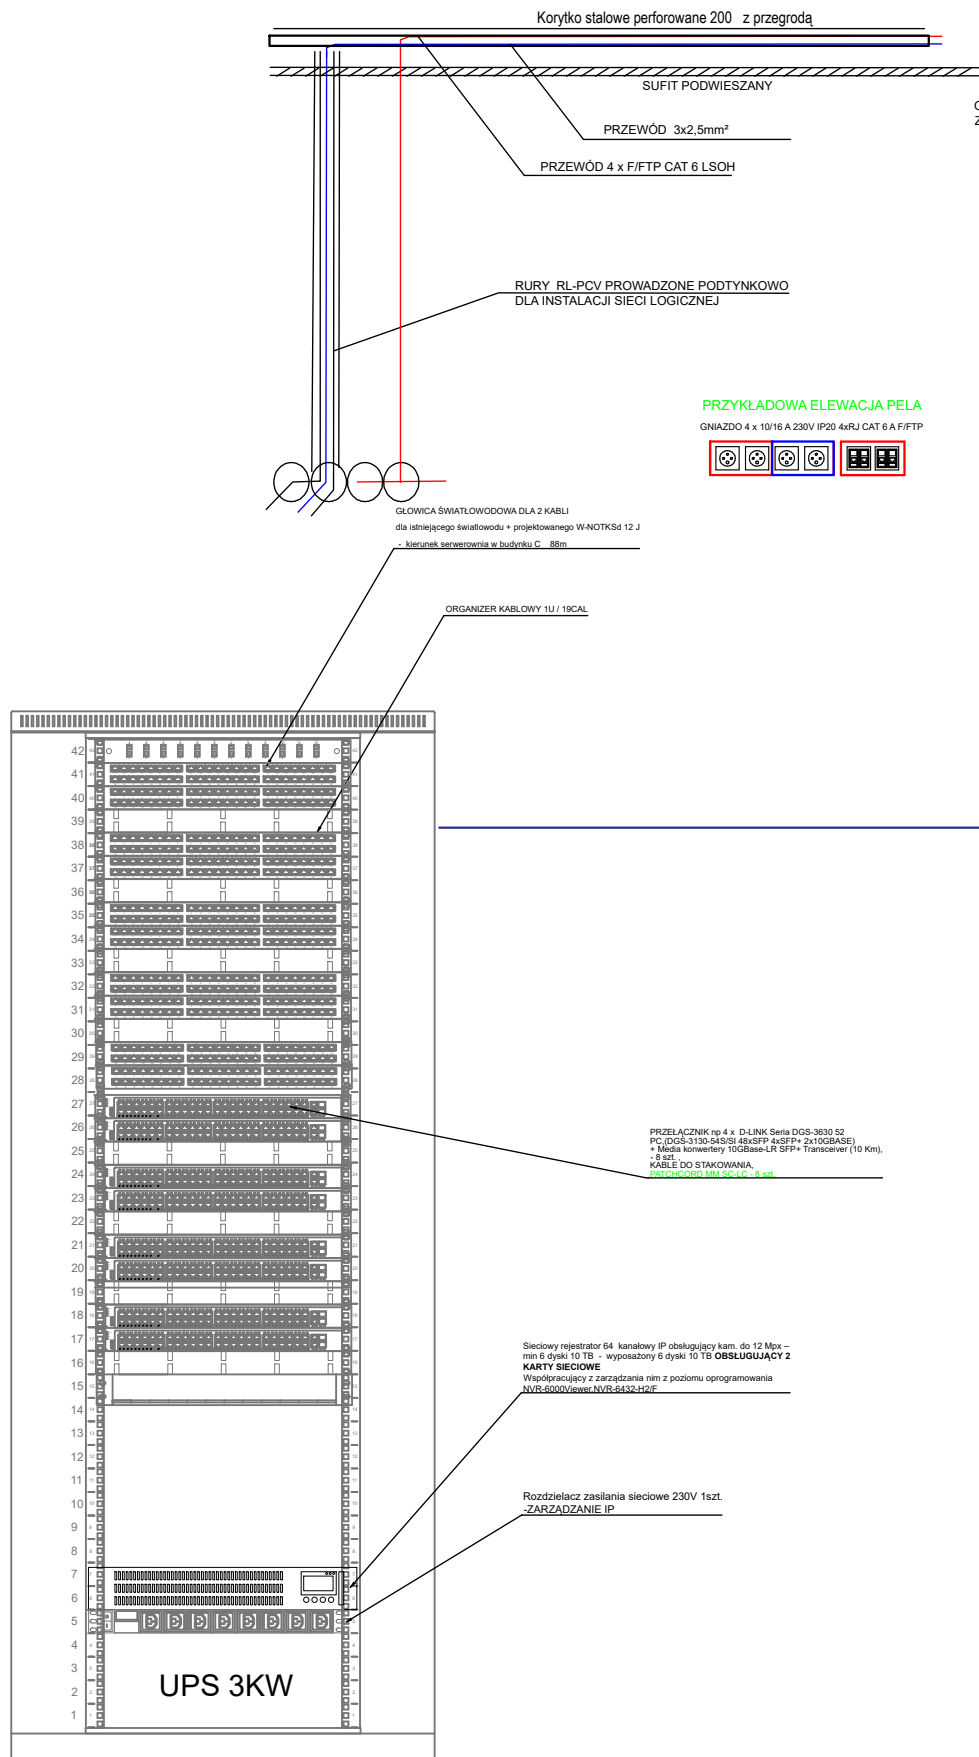 Korytko stalowe perforowane 200 z przegrodą
SUFIT PODWIESZANY
PRZEWÓD 3x2,5mm²
PRZEWÓD 4 x F/FTP CAT 6 LSOH
RURY RL-PCV PROWADZONE PODTYNKOWO
DLA INSTALACJI SIECI LOGICZNEJ
PRZYKŁADOWA ELEWACJA PELA
GNIAZDO 4 x 10/16 A 230V IP20 4xRJ CAT 6 A F/FTP
GŁOWICA ŚWIATŁOWODOWA DLA 2 KABLI
dla istniejącego światlowodu + projektowanego W-NOTKSd 12 J
- kierunek serwerownia w budynku C 88m
ORGANIZER KABLOWY 1U / 19CAL
42
41
40
39
38
37
36
35
34
33
32
31
30
29
28
27
26
25
24
23
22
21
20
19
18
17
16
15
14
13
12
11
10
9
8
7
6
5
4
3
2
1
PRZEŁĄCZNIK np 4 x D-LINK Seria DGS-3630 52
PC,(DGS-3130-54S/SI 48xSFP 4xSFP+ 2x10GBASE)
+ Media konwertery 10GBase-LR SFP+ Transceiver (10 Km),
- 8 szt. ,
KABLE DO STAKOWANIA,
PATCHCORD MM SC-LC - 8 szt.
Sieciowy rejestrator 64 kanałowy IP obsługujący kam. do 12 Mpx –
min 6 dyski 10 TB - wyposażony 6 dyski 10 TB OBSŁUGUJĄCY 2
KARTY SIECIOWE
Współpracujący z zarządzania nim z poziomu oprogramowania
NVR-6000Viewer.NVR-6432-H2/F
Rozdzielacz zasilania sieciowe 230V 1szt.
-ZARZĄDZANIE IP
UPS 3KW